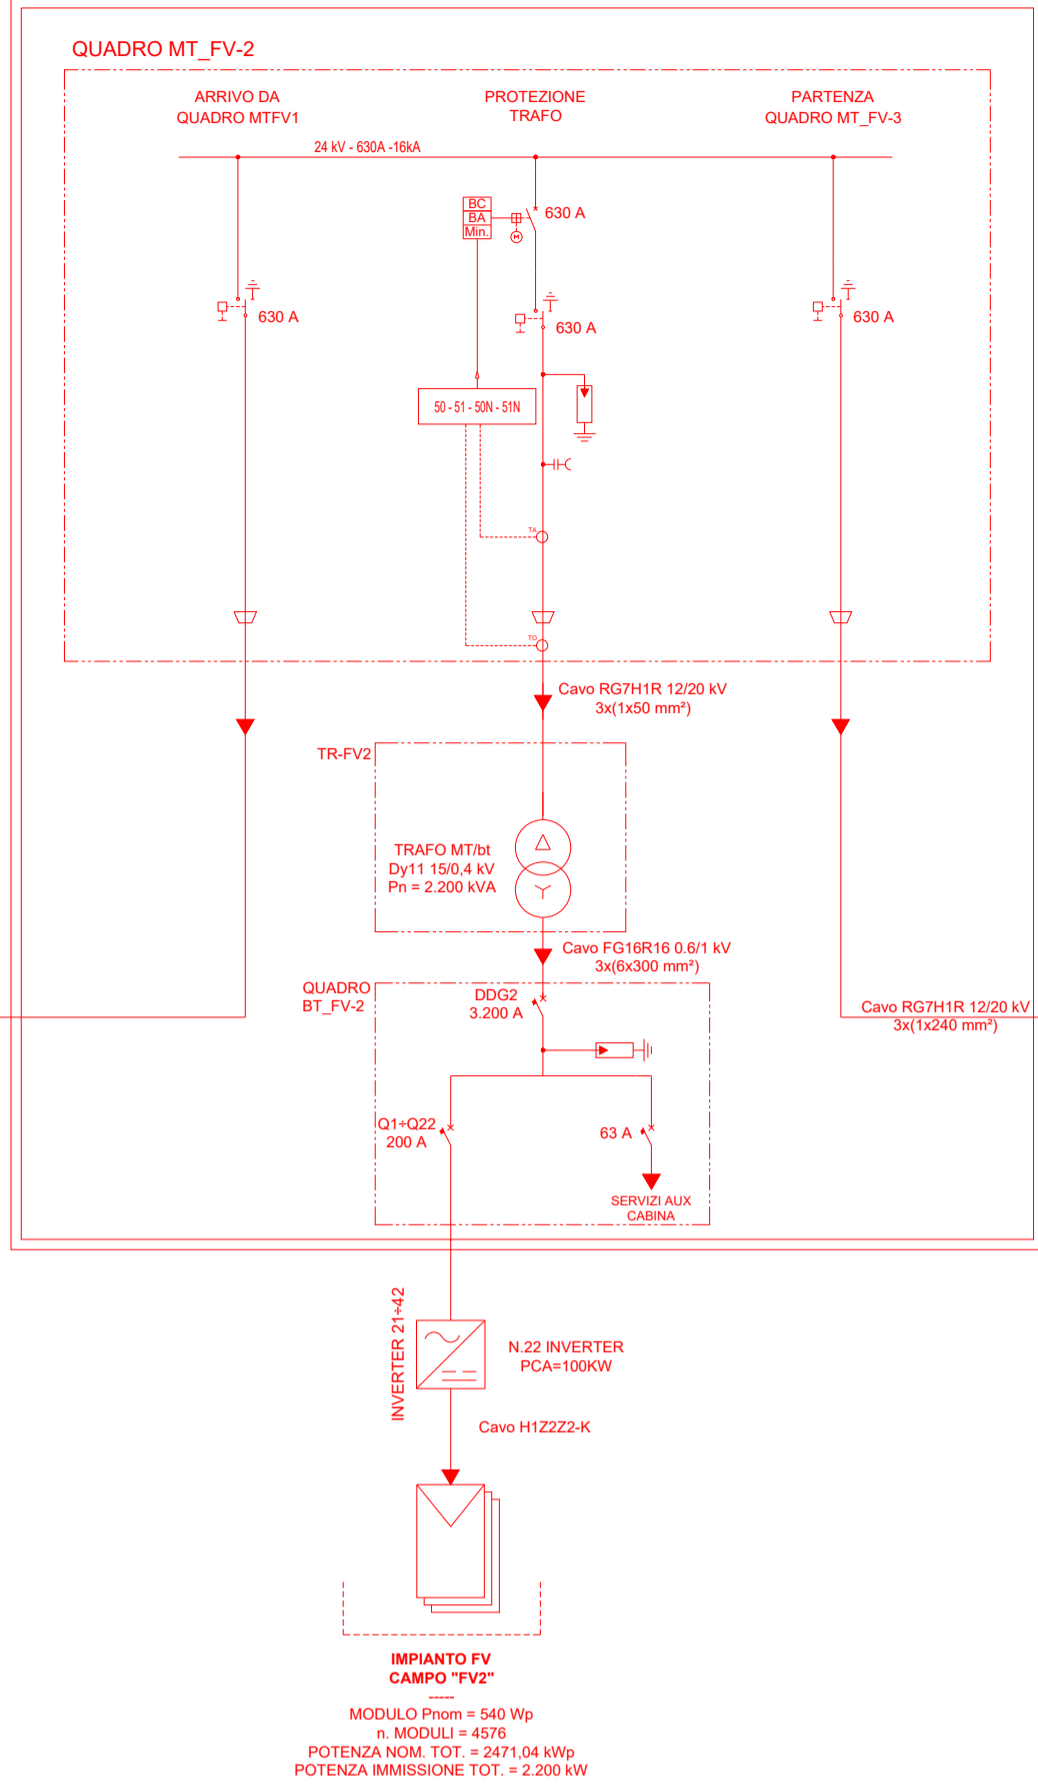 QUADRO MT_FV-2
ARRIVO DA
QUADRO MTFV1
PROTEZIONE
TRAFO
PARTENZA
QUADRO MT_FV-3
24 kV - 630A -16kA
BC
BA
Min.
M
630 A
630 A
630 A
630 A
50 - 51 - 50N - 51N
TA
TO
Cavo RG7H1R 12/20 kV
3x(1x50 mm²)
TR-FV2
TRAFO MT/bt
Dy11 15/0,4 kV
Pn = 2.200 kVA
Cavo FG16R16 0.6/1 kV
3x(6x300 mm²)
QUADRO
BT_FV-2
DDG2
3.200 A
Cavo RG7H1R 12/20 kV
3x(1x240 mm²)
Q1÷Q22
200 A
63 A
SERVIZI AUX
CABINA
INVERTER 21÷42
N.22 INVERTER
PCA=100KW
Cavo H1Z2Z2-K
IMPIANTO FV
CAMPO "FV2"
-----
MODULO Pnom = 540 Wp
n. MODULI = 4576
POTENZA NOM. TOT. = 2471,04 kWp
POTENZA IMMISSIONE TOT. = 2.200 kW